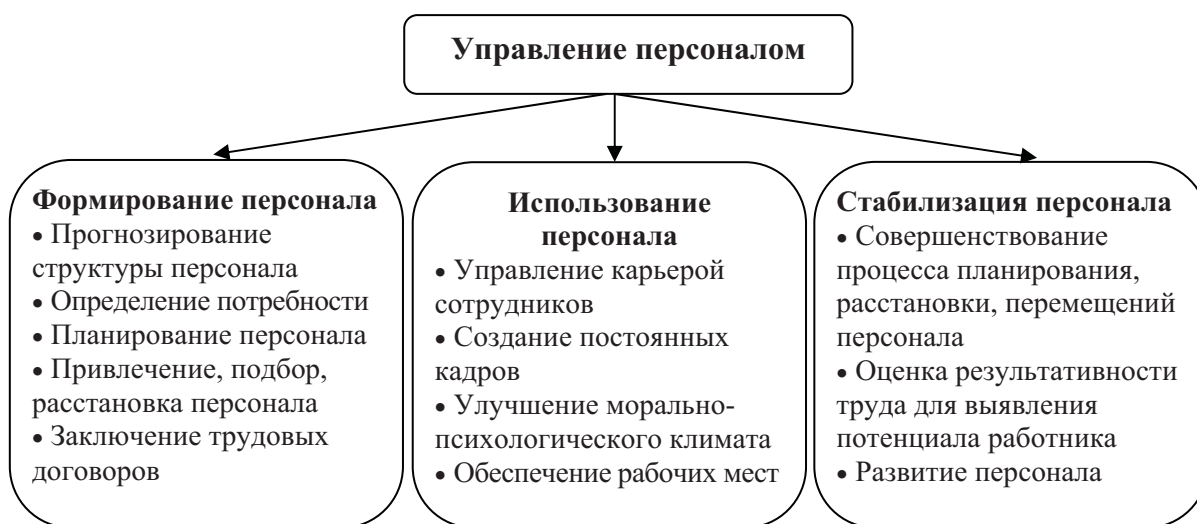 Управление персоналом
Формирование персонала
• Прогнозирование
структуры персонала
• Определение потребности
• Планирование персонала
• Привлечение, подбор,
расстановка персонала
• Заключение трудовых
договоров
Использование
персонала
• Управление карьерой
сотрудников
• Создание постоянных
кадров
• Улучшение морально-
психологического климата
• Обеспечение рабочих мест
Стабилизация персонала
• Совершенствование
процесса планирования,
расстановки, перемещений
персонала
• Оценка результативности
труда для выявления
потенциала работника
• Развитие персонала